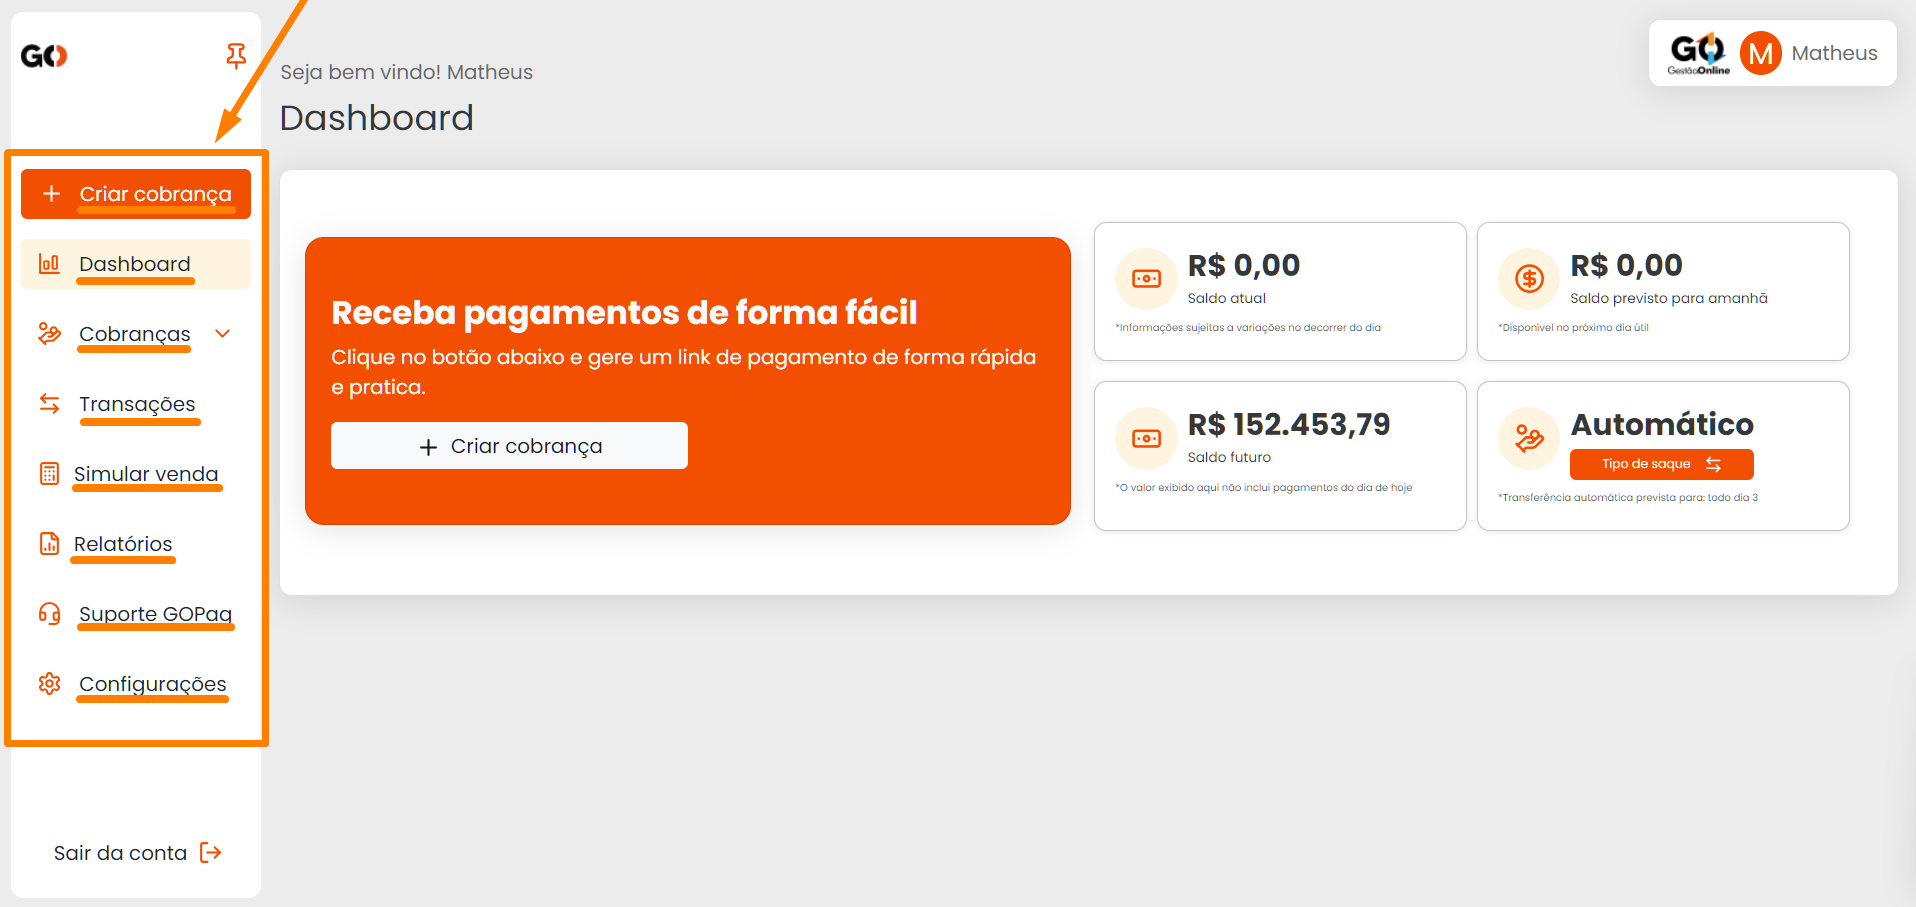 GO
Criar cobrança
Dashboard
Cobranças
Transações
Simular venda
Relatórios
Suporte GOPag
Configurações
Sair da conta
Seja bem vindo! Matheus
Dashboard
GO
GestãoOnline
M
Matheus
Receba pagamentos de forma fácil
Clique no botão abaixo e gere um link de pagamento de forma rápida
e pratica.
Criar cobrança
R$ 0,00
Saldo atual
*Informações sujeitas a variações no decorrer do dia
R$ 0,00
Saldo previsto para amanhã
*Disponível no próximo dia útil
R$ 152.453,79
Saldo futuro
*O valor exibido aqui não inclui pagamentos do dia de hoje
Automático
Tipo de saque
*Transferência automática prevista para: todo dia 3